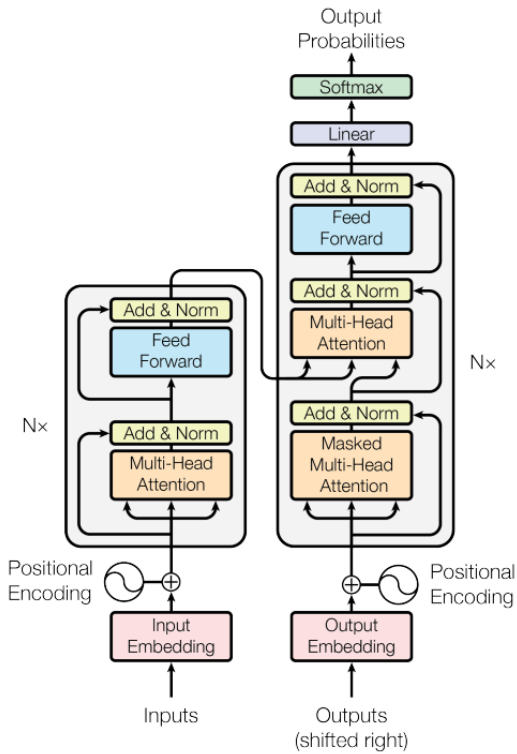 Output
Probabilities
Softmax
Linear
Add & Norm
Feed
Forward
Add & Norm
Multi-Head
Attention
Add & Norm
Masked
Multi-Head
Attention
N×
Add & Norm
Feed
Forward
Add & Norm
Multi-Head
Attention
N×
Positional
Encoding
Positional
Encoding
Input
Embedding
Output
Embedding
Inputs
Outputs
(shifted right)